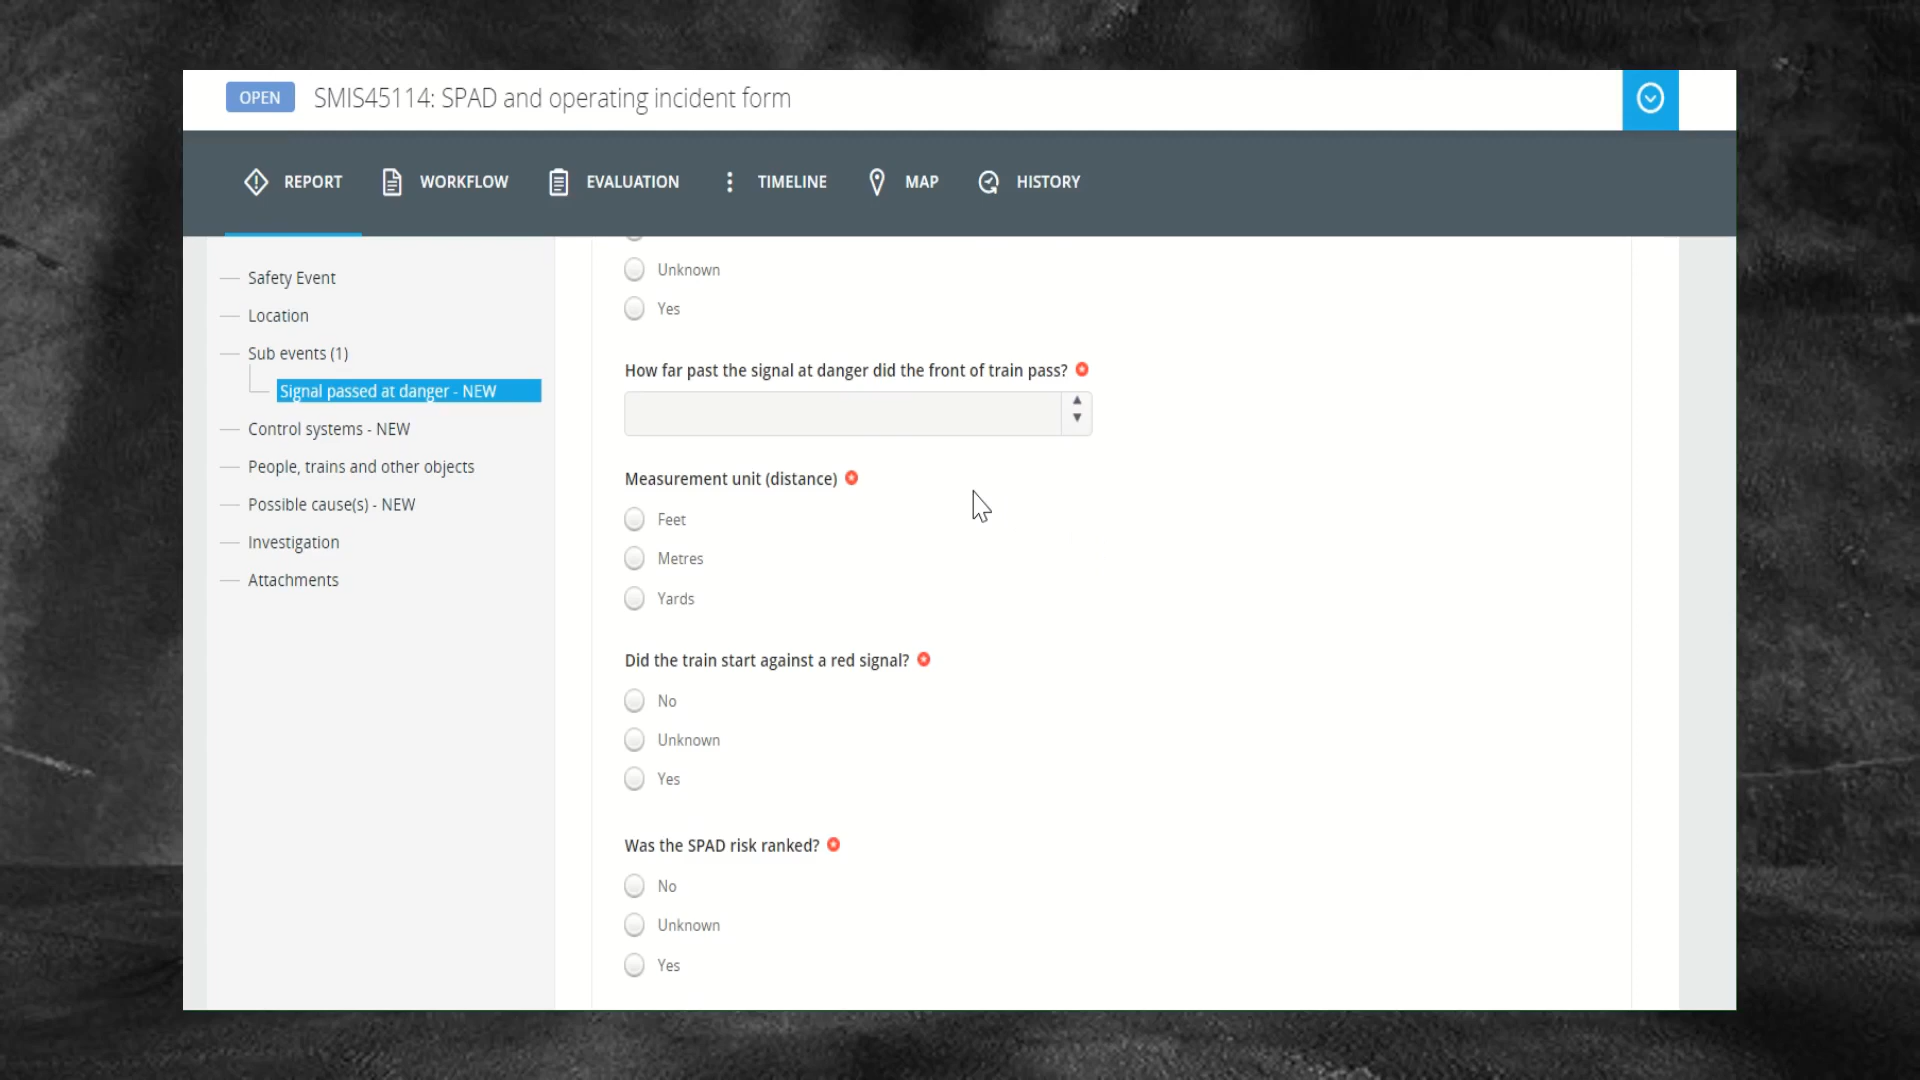 OPEN SMIS45114: SPAD and operating incident form
REPORT WORKFLOW EVALUATION TIMELINE MAP HISTORY
Safety Event
Location
Sub events (1)
Signal passed at danger - NEW
Control systems - NEW
People, trains and other objects
Possible cause(s) - NEW
Investigation
Attachments
Unknown
Yes
How far past the signal at danger did the front of train pass?
Measurement unit (distance)
Feet
Metres
Yards
Did the train start against a red signal?
No
Unknown
Yes
Was the SPAD risk ranked?
No
Unknown
Yes